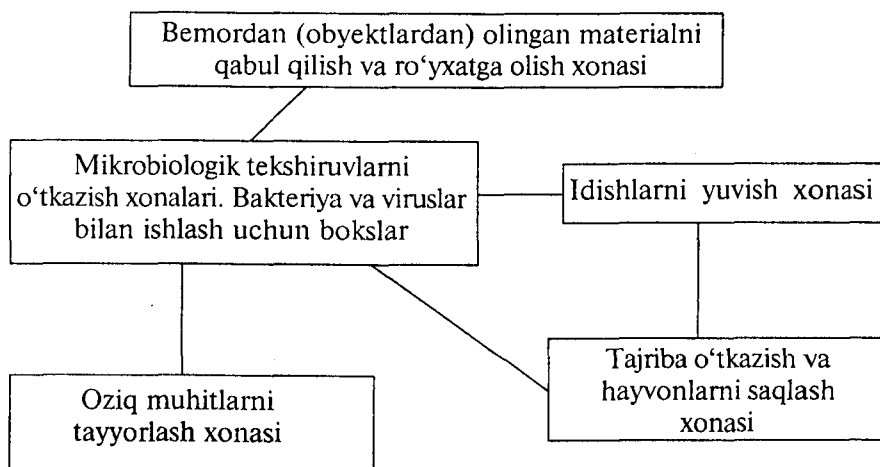 Bemordan (obyektlardan) olingan materialni
qabul qilish va ro‘yxatga olish xonasi
Mikrobiologik tekshiruvlarni
o‘tkazish xonalari. Bakteriya va viruslar
bilan ishlash uchun bokslar
Idishlarni yuvish xonasi
Oziq muhitlarni
tayyorlash xonasi
Tajriba o‘tkazish va
hayvonlarni saqlash
xonasi